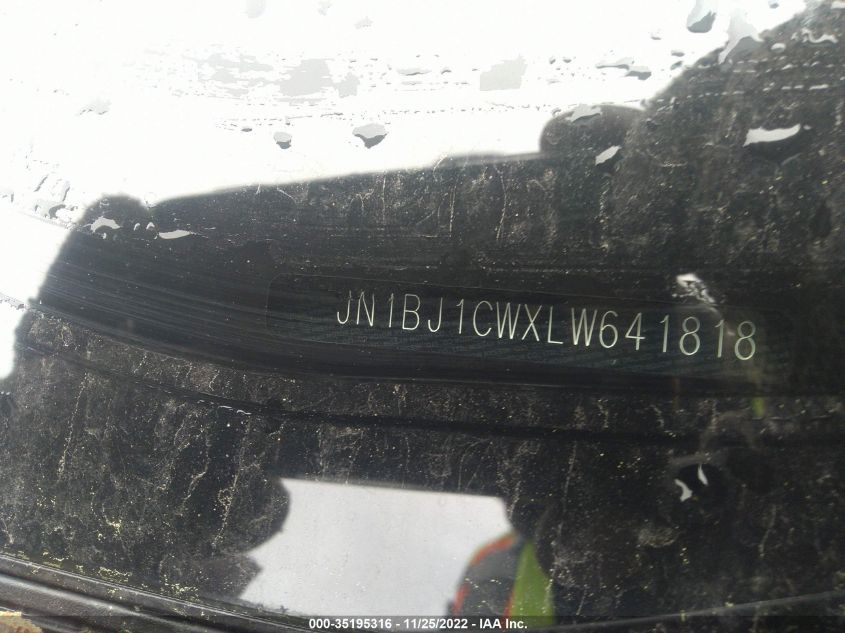 JN1BJ1CWXLW641818
000-35195316 - 11/25/2022 - IAA Inc.